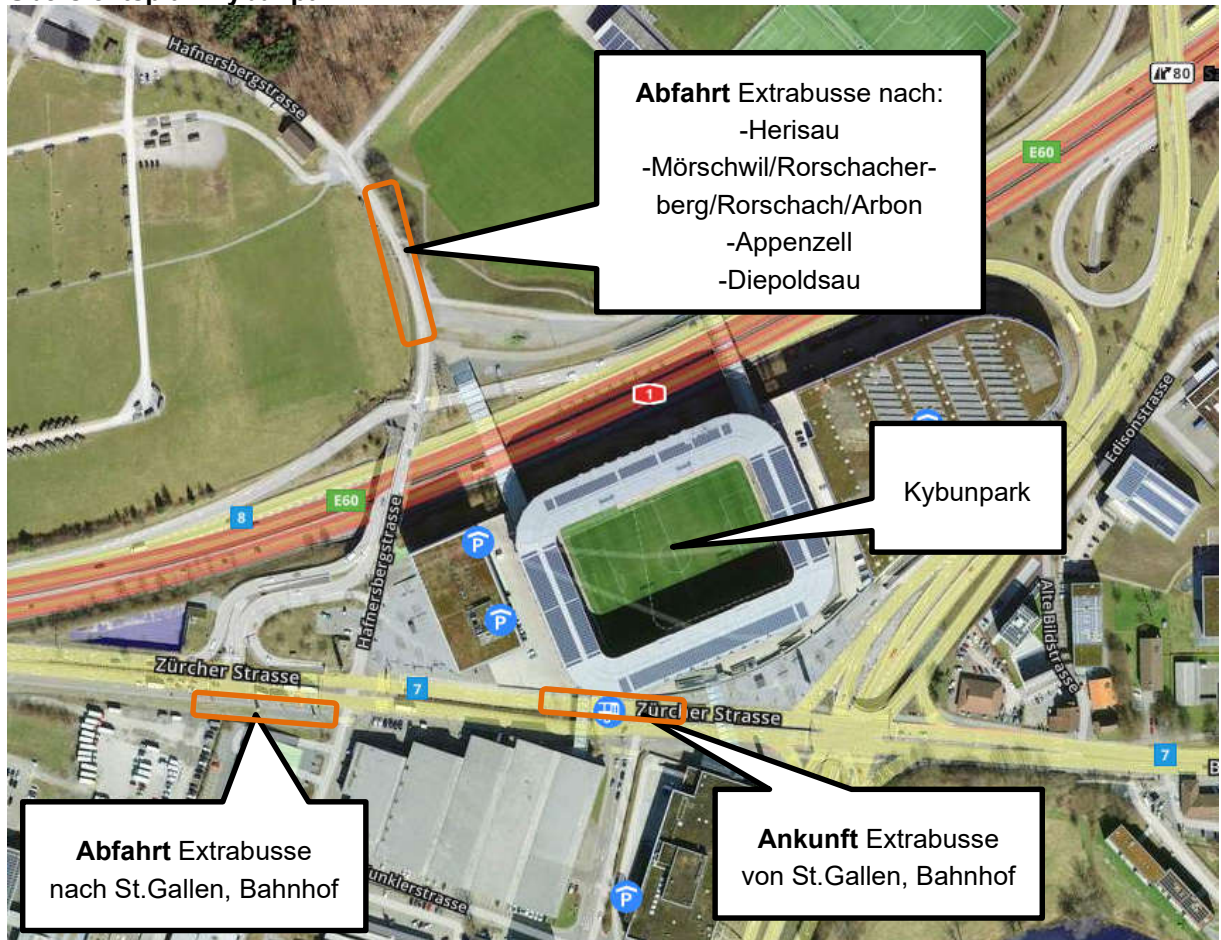 Hafnersbergstrasse
80
Abfahrt Extrabusse nach:
-Herisau
-Mörschwil/Rorschacher-
berg/Rorschach/Arbon
-Appenzell
-Diepoldsau
E60
1
Edisonstrasse
Kybunpark
E60
8
P
P
Hafnersbergstrasse
Alte Bildstrasse
Zürcher Strasse
7
Zürcher Strasse
7
Abfahrt Extrabusse
nach St.Gallen, Bahnhof
Ankunft Extrabusse
von St.Gallen, Bahnhof
unklerstrasse
P